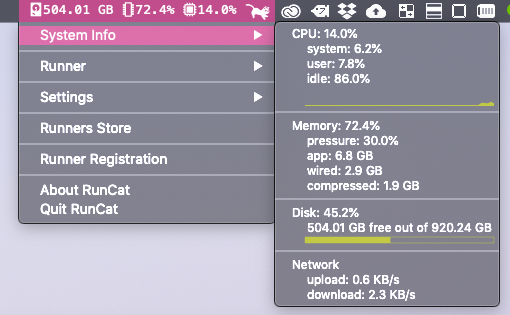 504.01 GB 72.4% 14.0%
System Info
Runner
Settings
Runners Store
Runner Registration
About RunCat
Quit RunCat
CPU: 14.0%
system: 6.2%
user: 7.8%
idle: 86.0%
Memory: 72.4%
pressure: 30.0%
app: 6.8 GB
wired: 2.9 GB
compressed: 1.9 GB
Disk: 45.2%
504.01 GB free out of 920.24 GB
Network
upload: 0.6 KB/s
download: 2.3 KB/s